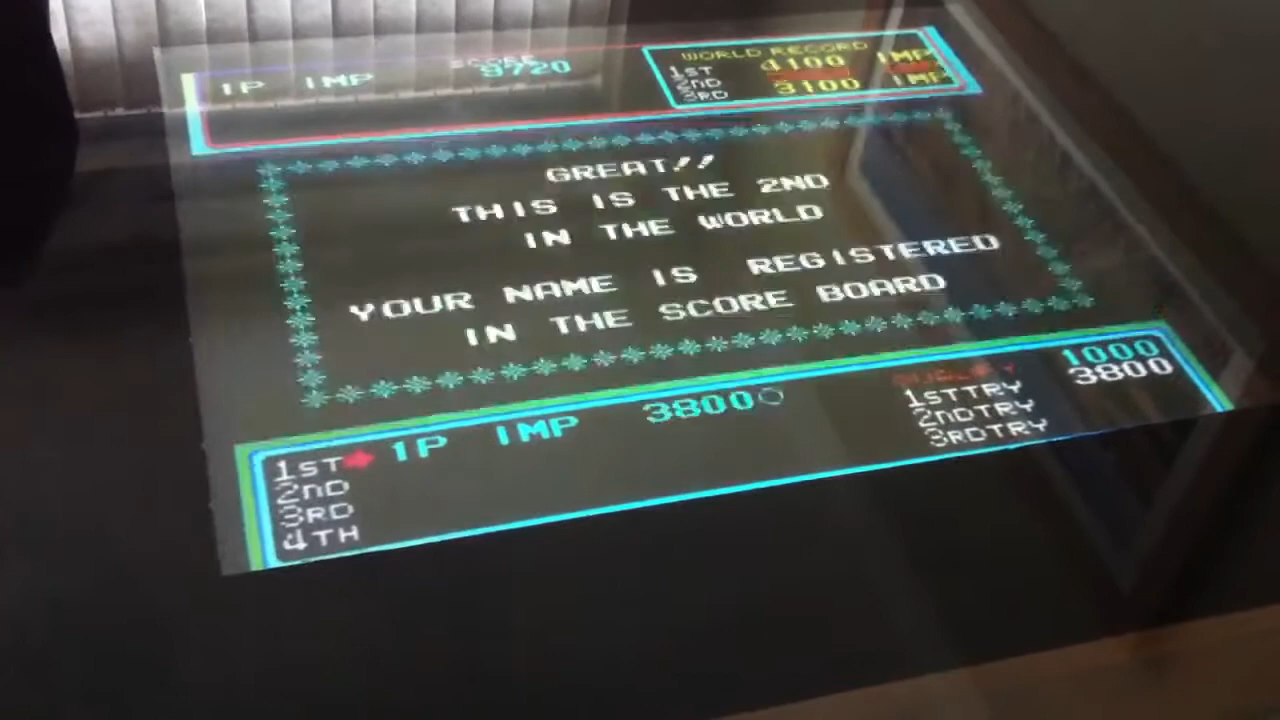 SCORE
1P IMP 9720
WORLD RECORD
1ST 4100 IMP
2ND
3RD 3100 IMP
GREAT!!
THIS IS THE 2ND
IN THE WORLD
YOUR NAME IS REGISTERED
IN THE SCORE BOARD
1ST 1P IMP 3800
2ND
3RD
4TH
1000
1STTRY 3800
2NDTRY
3RDTRY